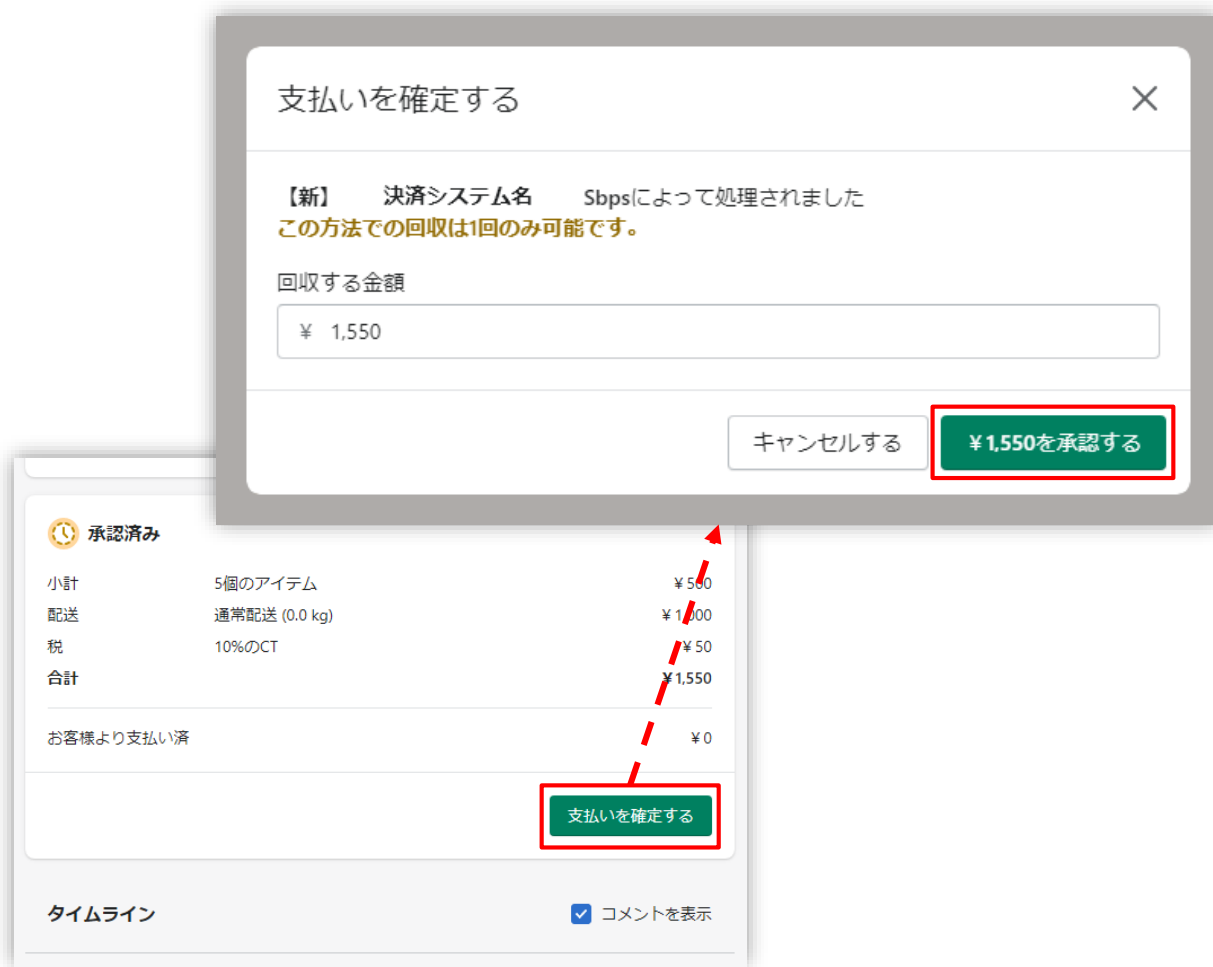 支払いを確定する
【新】 決済システム名 Sbpsによって処理されました
この方法での回収は1回のみ可能です。
回収する金額
¥ 1,550
キャンセルする
¥1,550を承認する
承認済み
小計 5個のアイテム ¥500
配送 通常配送 (0.0 kg) ¥1,000
税 10%のCT ¥50
合計 ¥1,550
お客様より支払い済 ¥0
支払いを確定する
タイムライン
コメントを表示